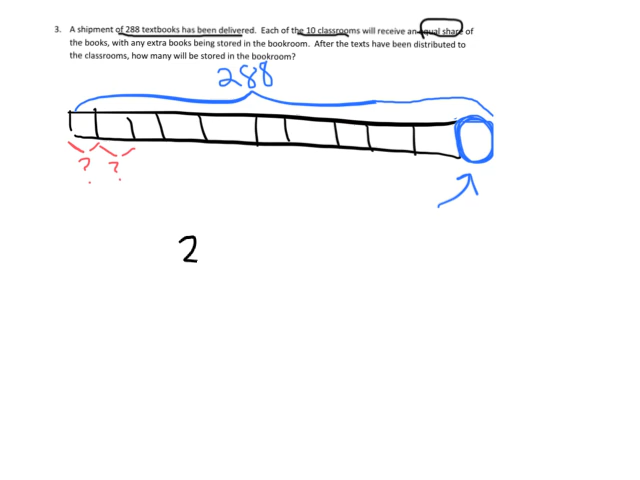 3. A shipment of 288 textbooks has been delivered. Each of the 10 classrooms will receive an equal share of
the books, with any extra books being stored in the bookroom. After the texts have been distributed to
the classrooms, how many will be stored in the bookroom?
288
? ?
2